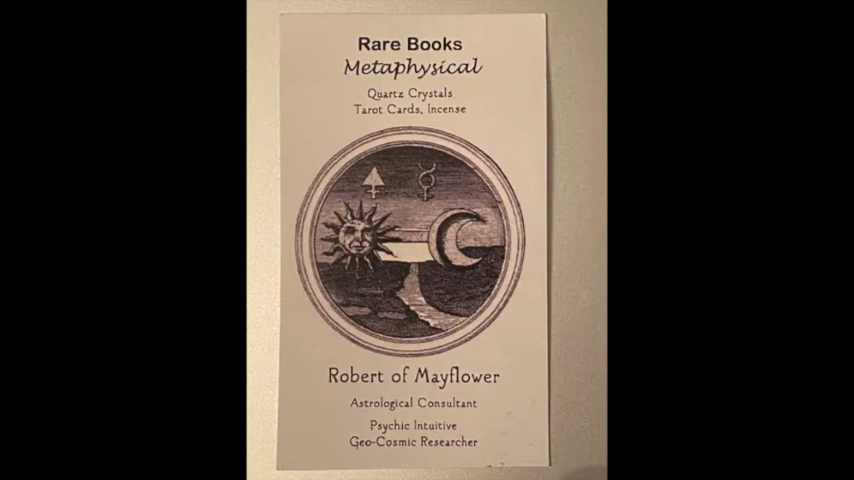 Rare Books
Metaphysical
Quartz Crystals
Tarot Cards, Incense
Robert of Mayflower
Astrological Consultant
Psychic Intuitive
Geo-Cosmic Researcher